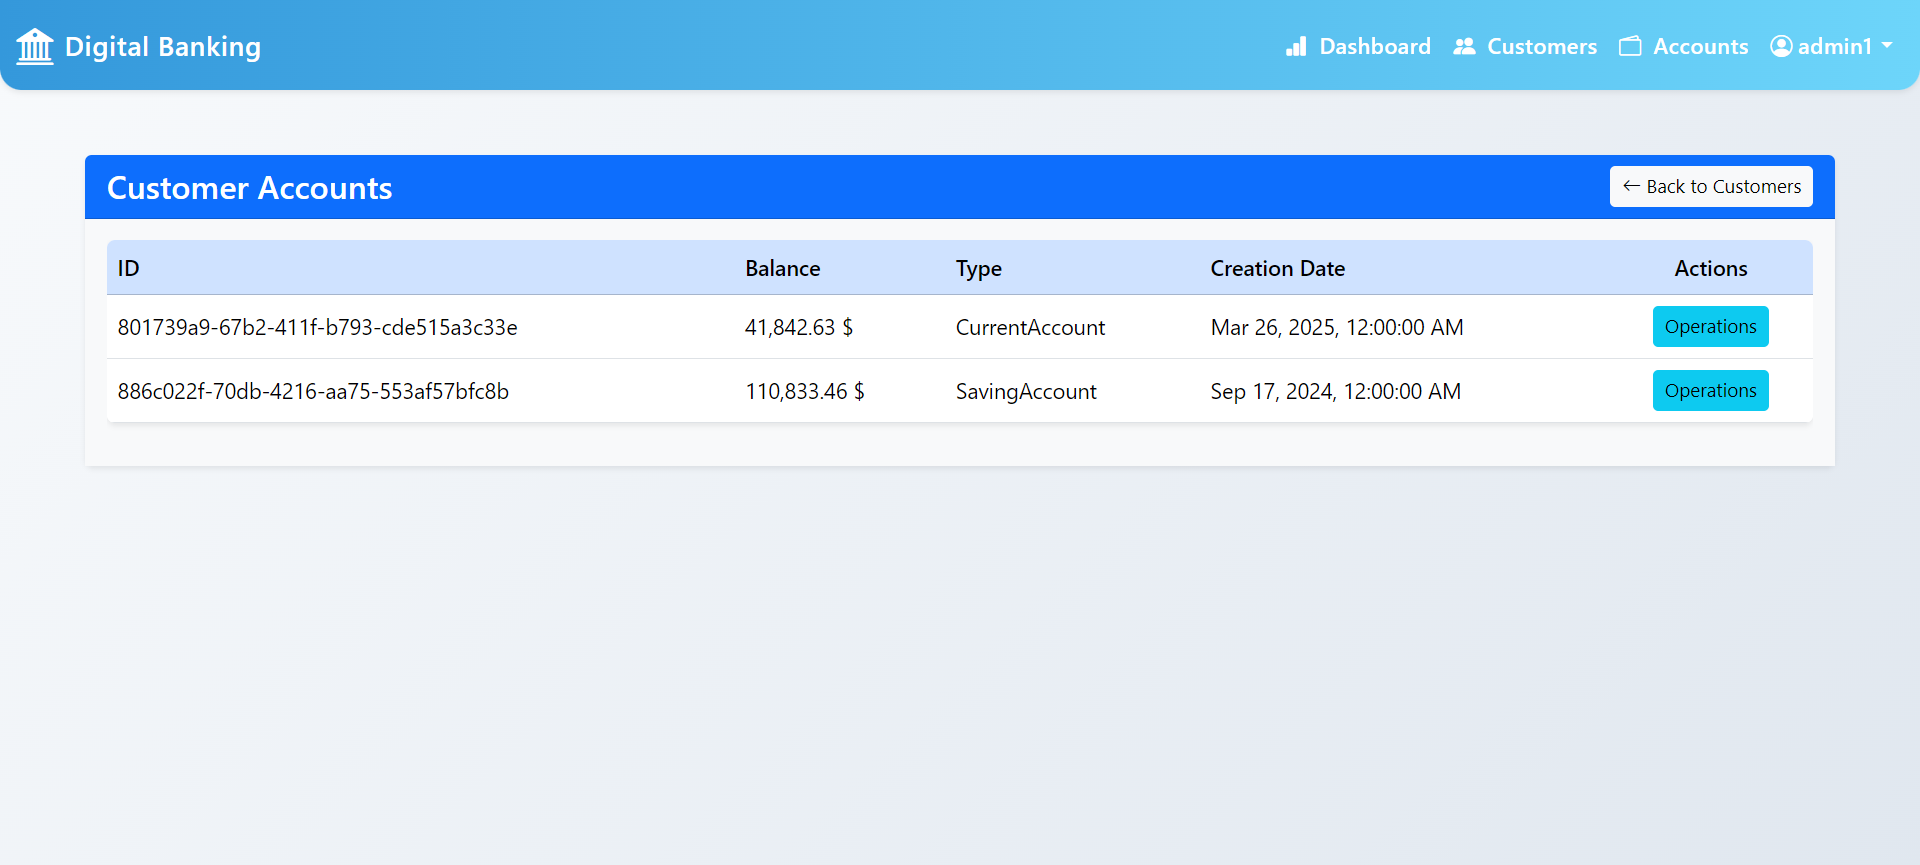 Digital Banking
Dashboard Customers Accounts admin1
Customer Accounts
← Back to Customers
ID Balance Type Creation Date Actions
801739a9-67b2-411f-b793-cde515a3c33e 41,842.63 $ CurrentAccount Mar 26, 2025, 12:00:00 AM Operations
886c022f-70db-4216-aa75-553af57bfc8b 110,833.46 $ SavingAccount Sep 17, 2024, 12:00:00 AM Operations